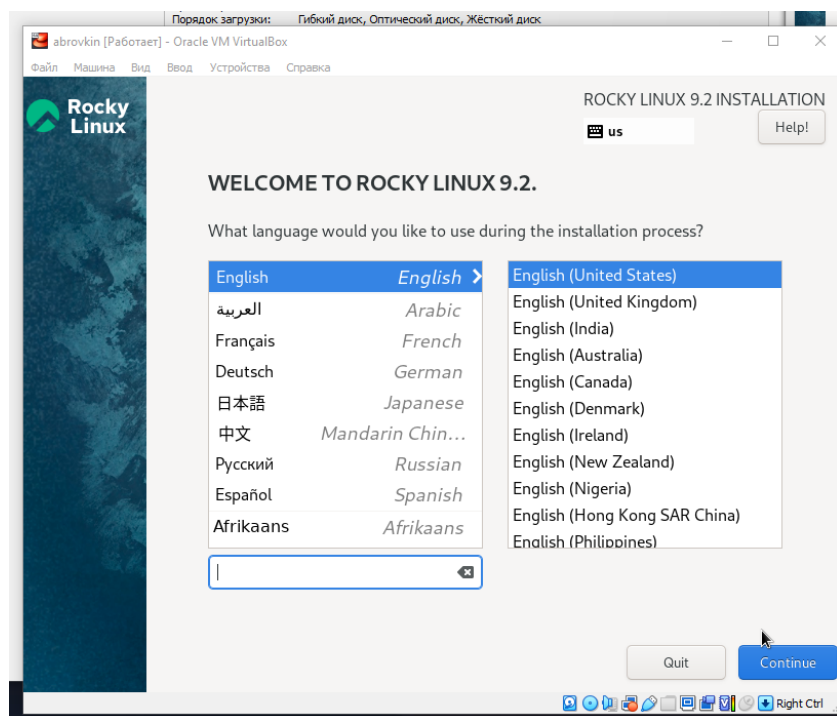 Порядок загрузки: Гибкий диск, Оптический диск, Жёсткий диск
abrovkin [Работает] - Oracle VM VirtualBox
Файл Машина Вид Ввод Устройства Справка
Rocky
Linux
ROCKY LINUX 9.2 INSTALLATION
us
Help!
WELCOME TO ROCKY LINUX 9.2.
What language would you like to use during the installation process?
English English
العربية Arabic
Français French
Deutsch German
日本語 Japanese
中文 Mandarin Chin...
Русский Russian
Español Spanish
Afrikaans Afrikaans
English (United States)
English (United Kingdom)
English (India)
English (Australia)
English (Canada)
English (Denmark)
English (Ireland)
English (New Zealand)
English (Nigeria)
English (Hong Kong SAR China)
English (Philippines)
Quit
Continue
Right Ctrl